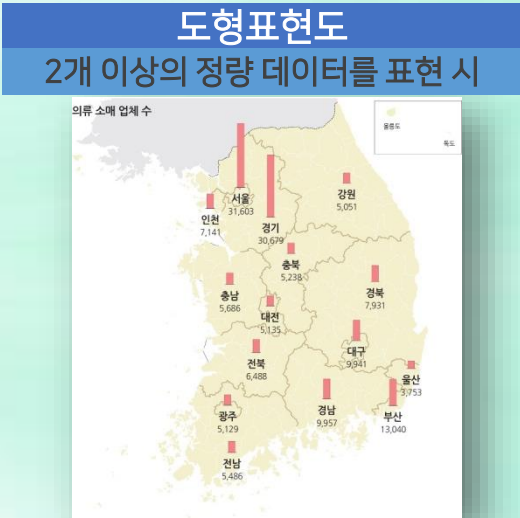 도형표현도
2개 이상의 정량 데이터를 표현 시
의류 소매 업체 수
울릉도
독도
서울
31,603
인천
7,141
경기
30,679
강원
5,051
충북
5,238
충남
5,686
대전
5,135
경북
7,931
대구
9,941
전북
6,488
울산
3,753
광주
5,129
경남
9,957
부산
13,040
전남
5,486